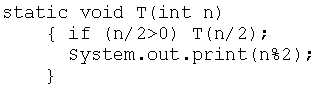 static void T(int n)
{ if (n/2>0) T(n/2);
System.out.print(n%2);
}